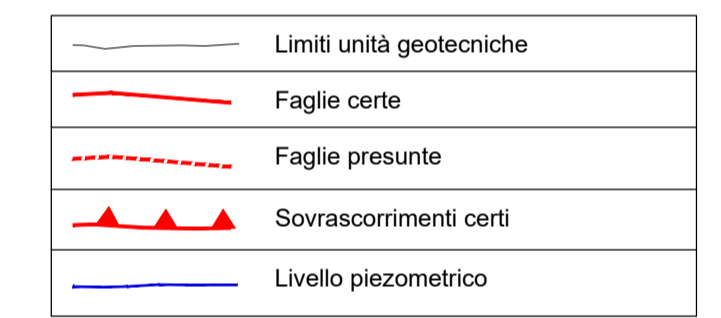 Limiti unità geotecniche
Faglie certe
Faglie presunte
Sovrascorrimenti certi
Livello piezometrico